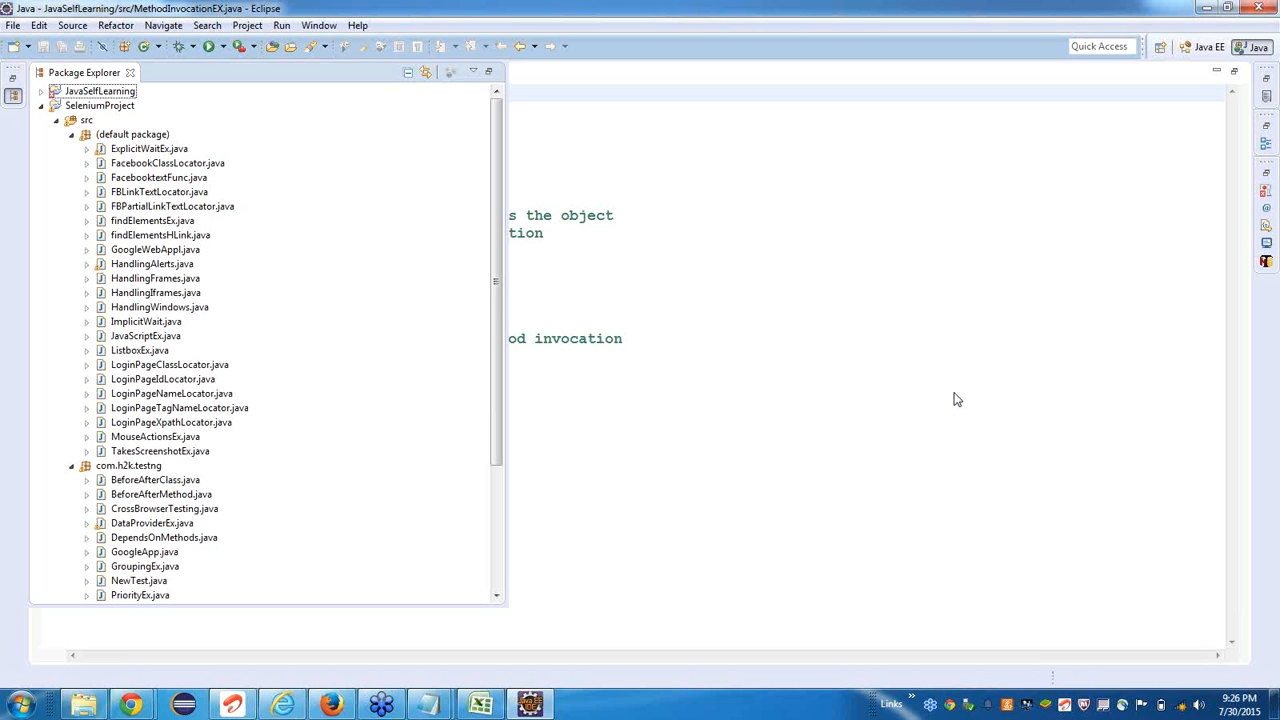 Java - JavaSelfLearning/src/MethodInvocationEX.java - Eclipse
File Edit Source Refactor Navigate Search Project Run Window Help
Quick Access Java EE Java
Package Explorer
JavaSelfLearning
SeleniumProject
src
(default package)
ExplicitWaitEx.java
FacebookClassLocator.java
FacebooktextFunc.java
s the object
FBLinkTextLocator.java
FBPartialLinkTextLocator.java
tion
findElementsEx.java
findElementsHLink.java
GoogleWebAppl.java
HandlingAlerts.java
HandlingFrames.java
HandlingIframes.java
HandlingWindows.java
ImplicitWait.java
JavaScriptEx.java
od invocation
ListboxEx.java
LoginPageClassLocator.java
LoginPageIdLocator.java
LoginPageNameLocator.java
LoginPageTagNameLocator.java
LoginPageXpathLocator.java
MouseActionsEx.java
TakesScreenshotEx.java
com.h2k.testng
BeforeAfterClass.java
BeforeAfterMethod.java
CrossBrowserTesting.java
DataProviderEx.java
DependsOnMethods.java
GoogleApp.java
GroupingEx.java
NewTest.java
PriorityEx.java
Links
9:26 PM
7/30/2015